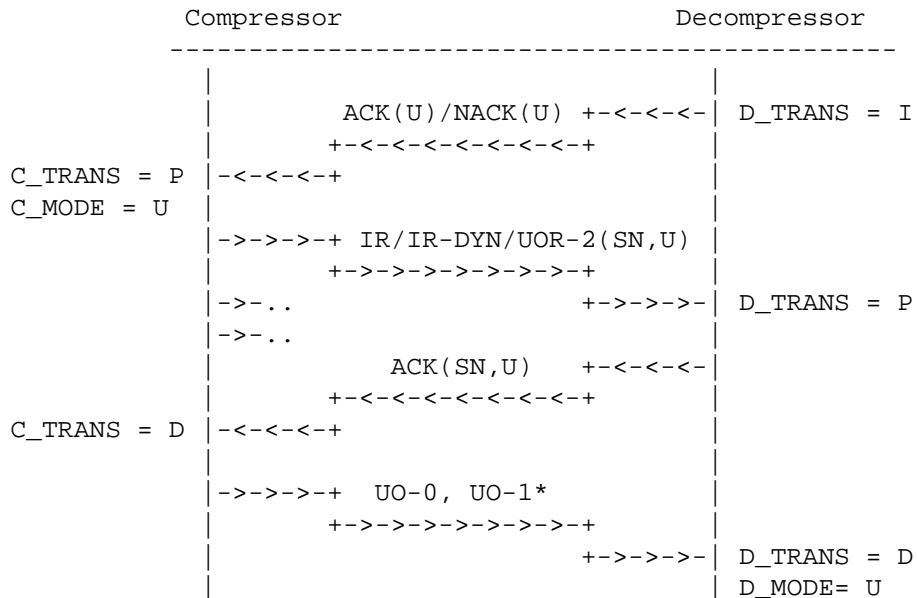 Compressor                     Decompressor
----------------------------------------------
|                               |
|        ACK(U)/NACK(U) +-<-<-<-| D_TRANS = I
|       +-<-<-<-<-<-<-<-+       |
C_TRANS = P |-<-<-<-+                       |
C_MODE = U  |                               |
|->->->-+ IR/IR-DYN/UOR-2(SN,U) |
|       +->->->->->->->-+       |
|->-..                  +->->->-| D_TRANS = P
|->-..                          |
|           ACK(SN,U)   +-<-<-<-|
|       +-<-<-<-<-<-<-<-+       |
C_TRANS = D |-<-<-<-+                       |
|                               |
|->->->-+  UO-0, UO-1*          |
|       +->->->->->->->-+       |
|                       +->->->-| D_TRANS = D
|                               | D_MODE= U